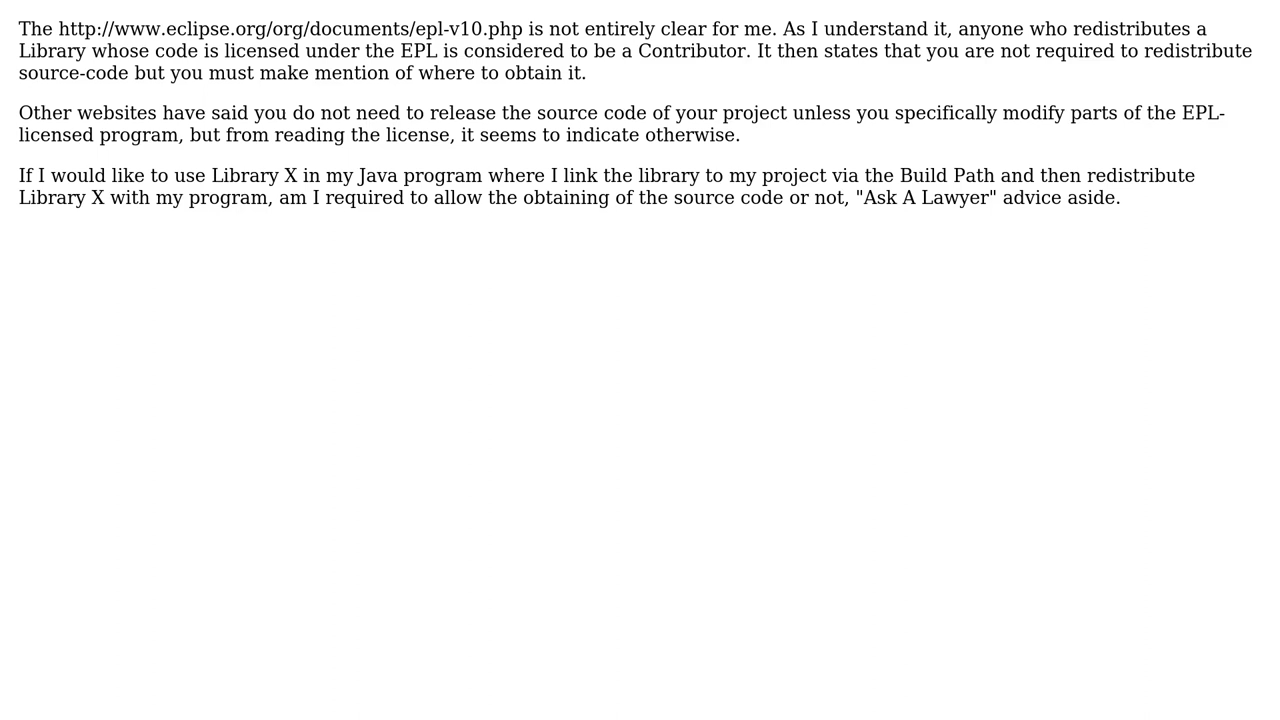 The http://www.eclipse.org/org/documents/epl-v10.php is not entirely clear for me. As I understand it, anyone who redistributes a
Library whose code is licensed under the EPL is considered to be a Contributor. It then states that you are not required to redistribute
source-code but you must make mention of where to obtain it.
Other websites have said you do not need to release the source code of your project unless you specifically modify parts of the EPL-
licensed program, but from reading the license, it seems to indicate otherwise.
If I would like to use Library X in my Java program where I link the library to my project via the Build Path and then redistribute
Library X with my program, am I required to allow the obtaining of the source code or not, "Ask A Lawyer" advice aside.